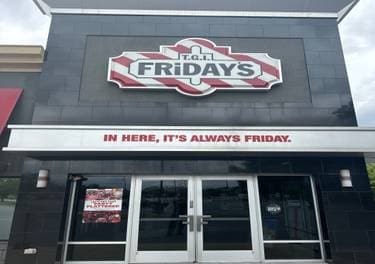 T.G.I.
FRiDAY'S
IN HERE, IT'S ALWAYS FRIDAY.